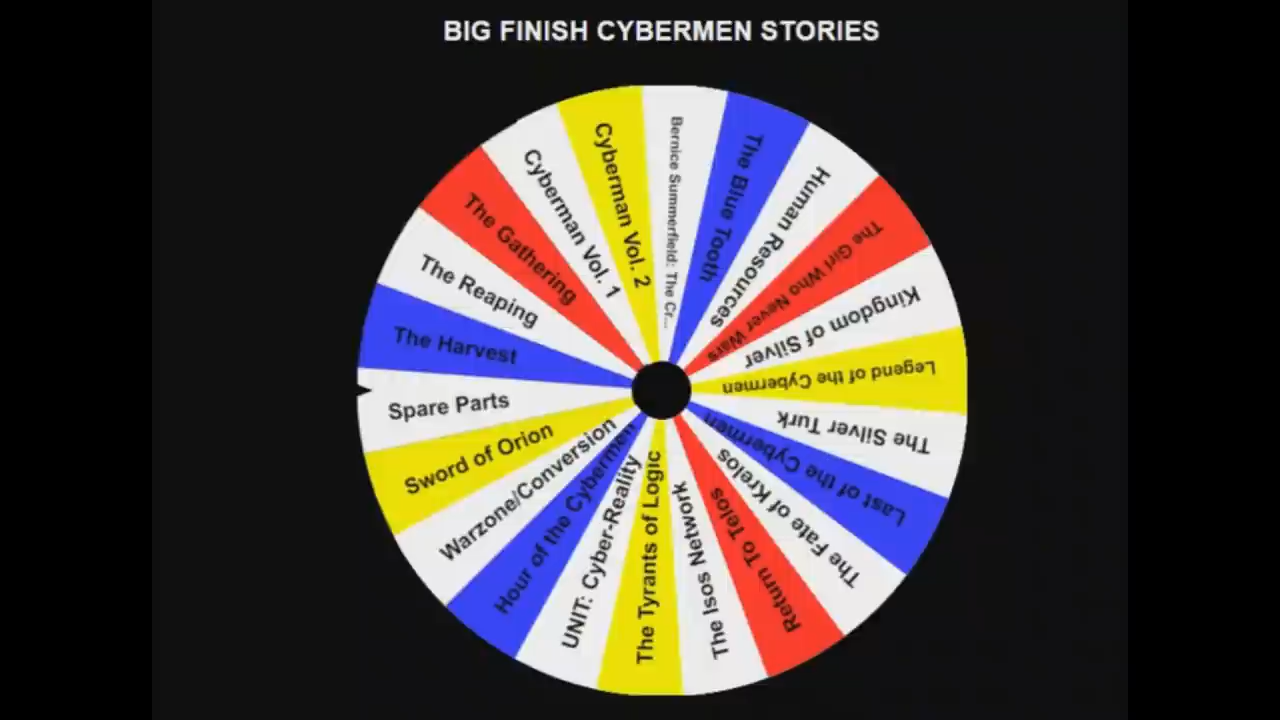 BIG FINISH CYBERMEN STORIES
Bernice Summerfield: The Cr...
The Blue Tooth
Human Resources
The Girl Who Never Wars
Kingdom of Silver
Legend of the Cybermen
The Silver Turk
Last of the Cybermen
The Fate of Krelos
Return To Telos
The Isos Network
The Tyrants of Logic
UNIT: Cyber-Reality
Hour of the Cybermen
Warzone/Conversion
Sword of Orion
Spare Parts
The Harvest
The Reaping
The Gathering
Cyberman Vol. 1
Cyberman Vol. 2